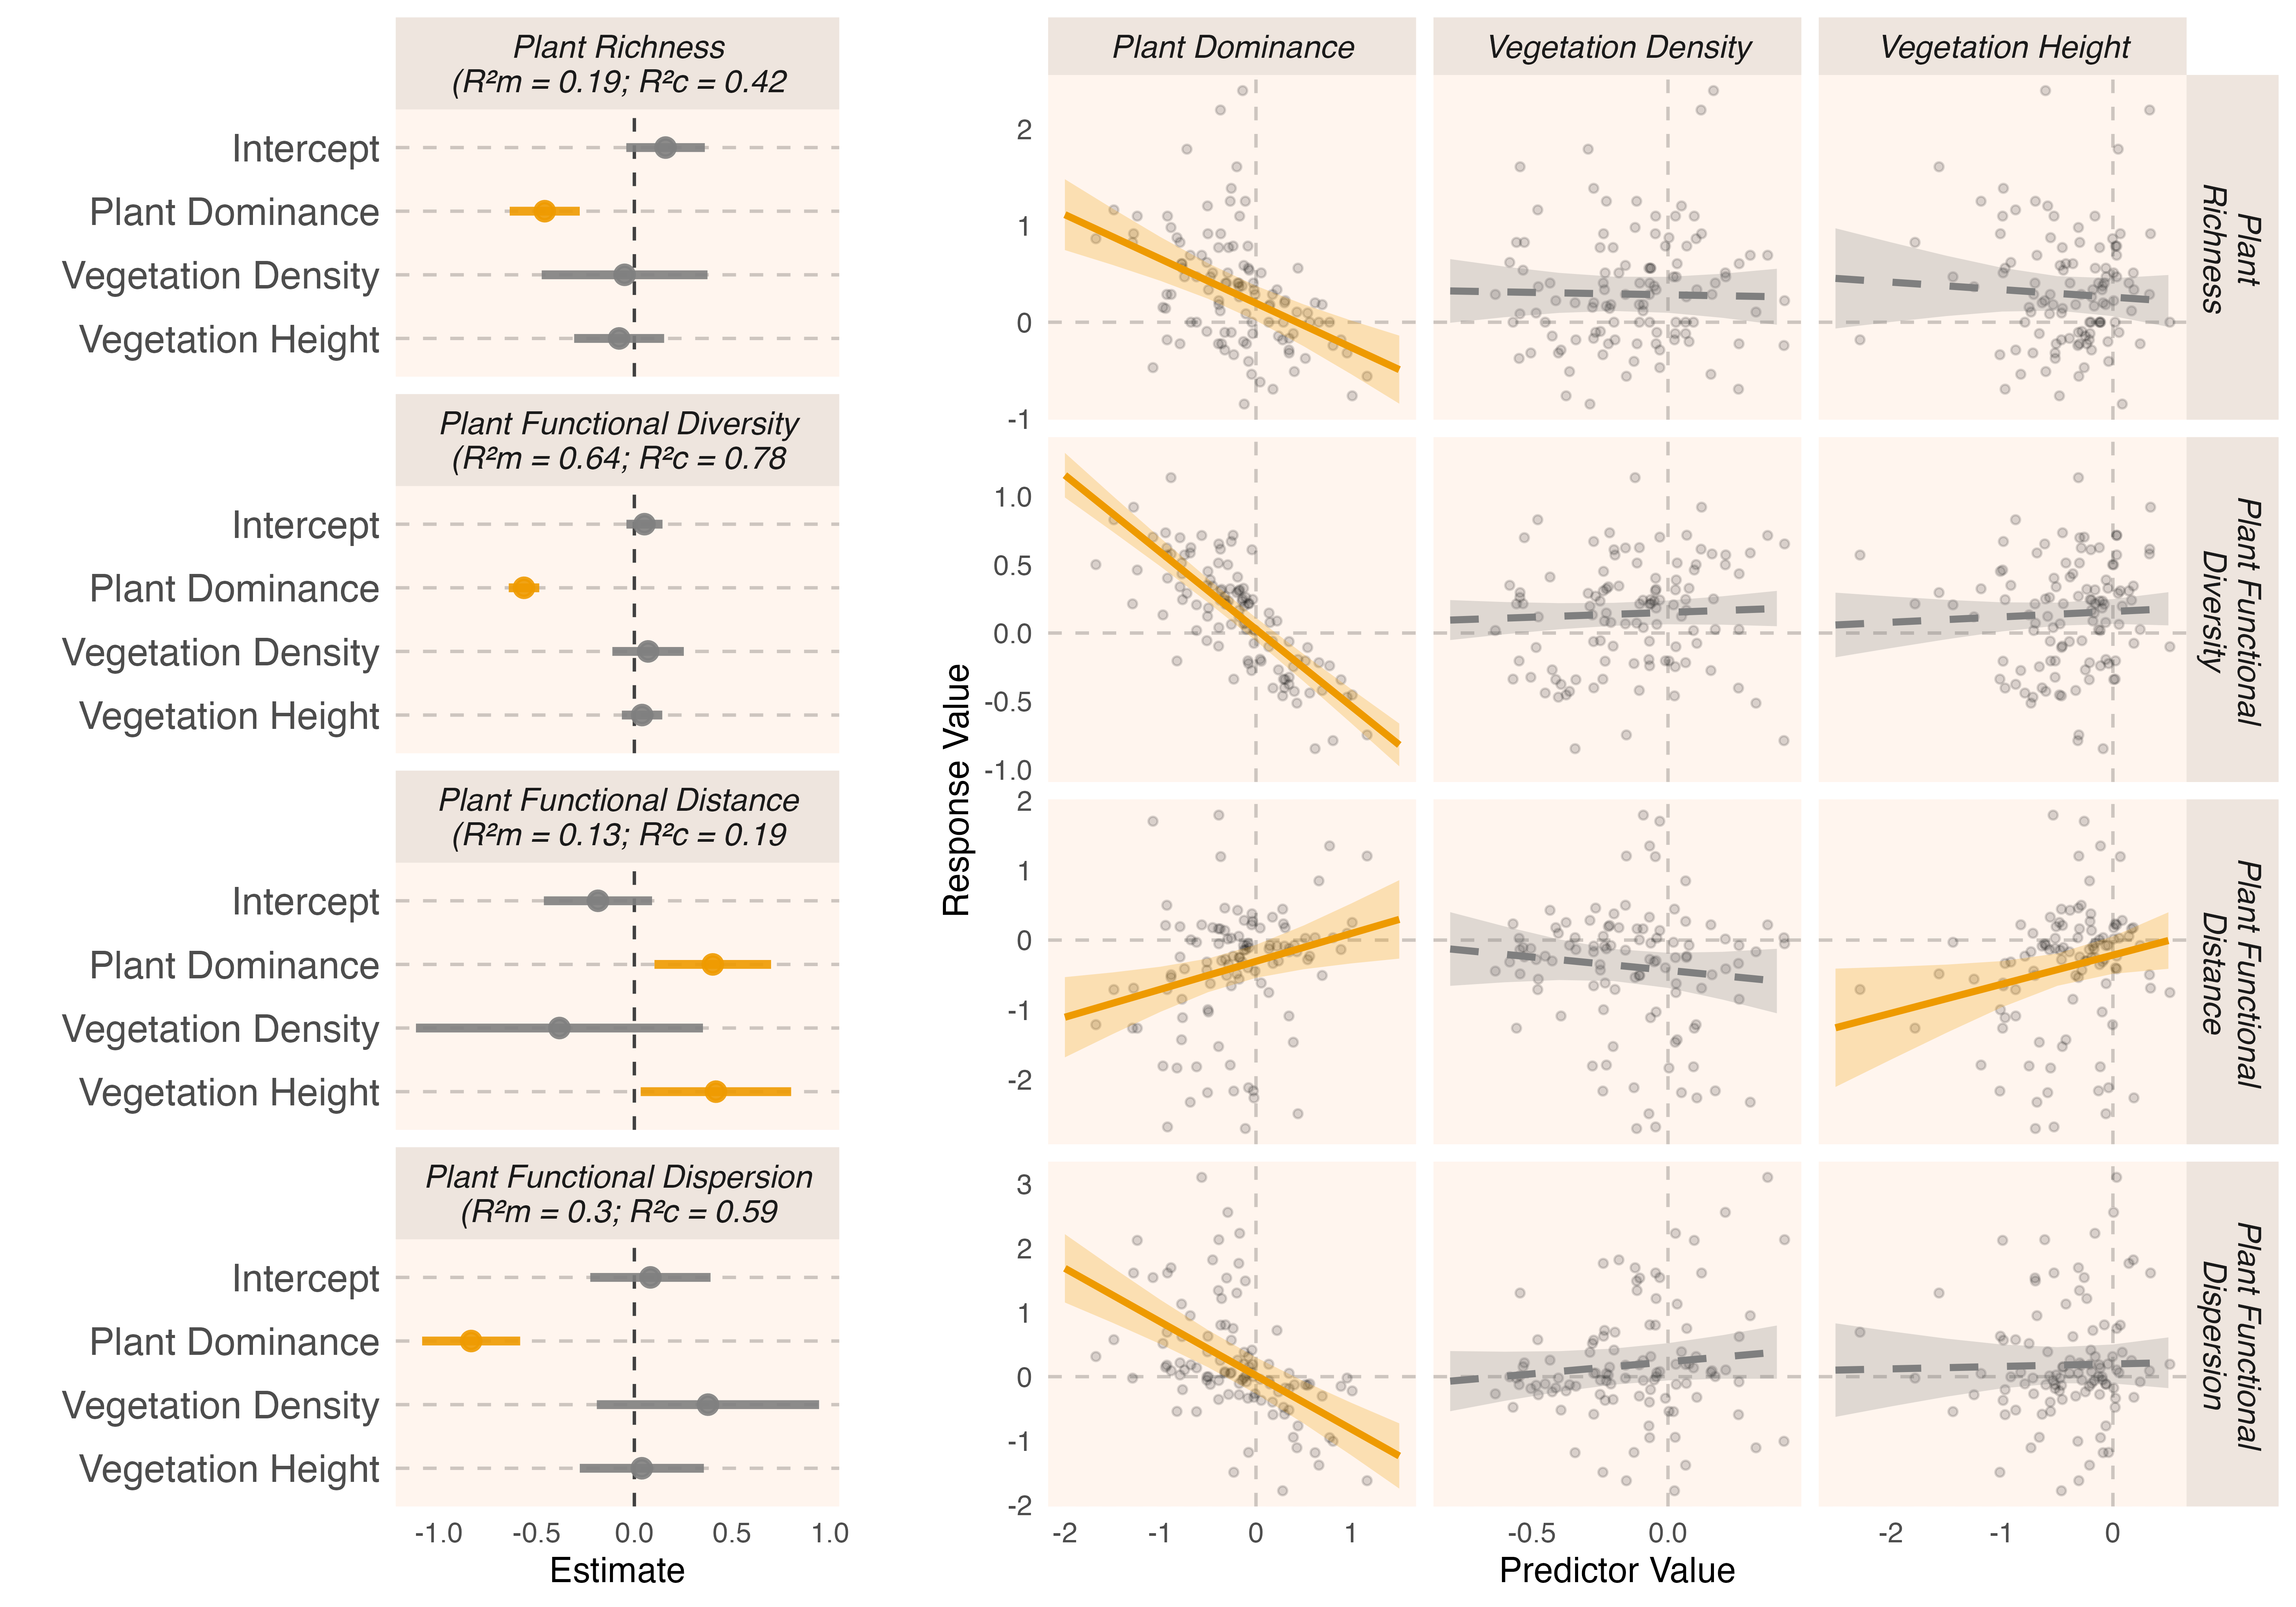 Plant Richness
(R²m = 0.19; R²c = 0.42
Intercept
Plant Dominance
Vegetation Density
Vegetation Height
Plant Functional Diversity
(R²m = 0.64; R²c = 0.78
Intercept
Plant Dominance
Vegetation Density
Vegetation Height
Plant Functional Distance
(R²m = 0.13; R²c = 0.19
Intercept
Plant Dominance
Vegetation Density
Vegetation Height
Plant Functional Dispersion
(R²m = 0.3; R²c = 0.59
Intercept
Plant Dominance
Vegetation Density
Vegetation Height
-1.0 -0.5 0.0 0.5 1.0
Estimate
Plant Dominance
Vegetation Density
Vegetation Height
Response Value
2
1
0
-1
Plant
Richness
1.0
0.5
0.0
-0.5
-1.0
Plant Functional
Diversity
2
1
0
-1
-2
Plant Functional
Distance
3
2
1
0
-1
-2
Plant Functional
Dispersion
-2 -1 0 1
-0.5 0.0
-2 -1 0
Predictor Value